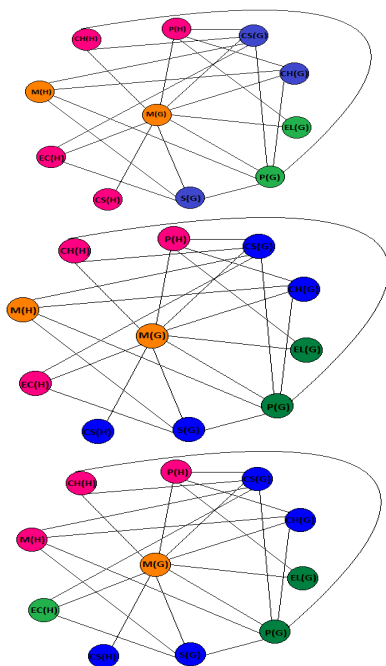 P(H)
CS(G)
CH(H)
CH(G)
M(H)
M(G)
EL(G)
EC(H)
P(G)
CS(H)
S(G)
P(H)
CS(G)
CH(H)
CH(G)
M(H)
M(G)
EL(G)
EC(H)
P(G)
CS(H)
S(G)
P(H)
CS(G)
CH(H)
CH(G)
M(H)
M(G)
EL(G)
EC(H)
P(G)
CS(H)
S(G)